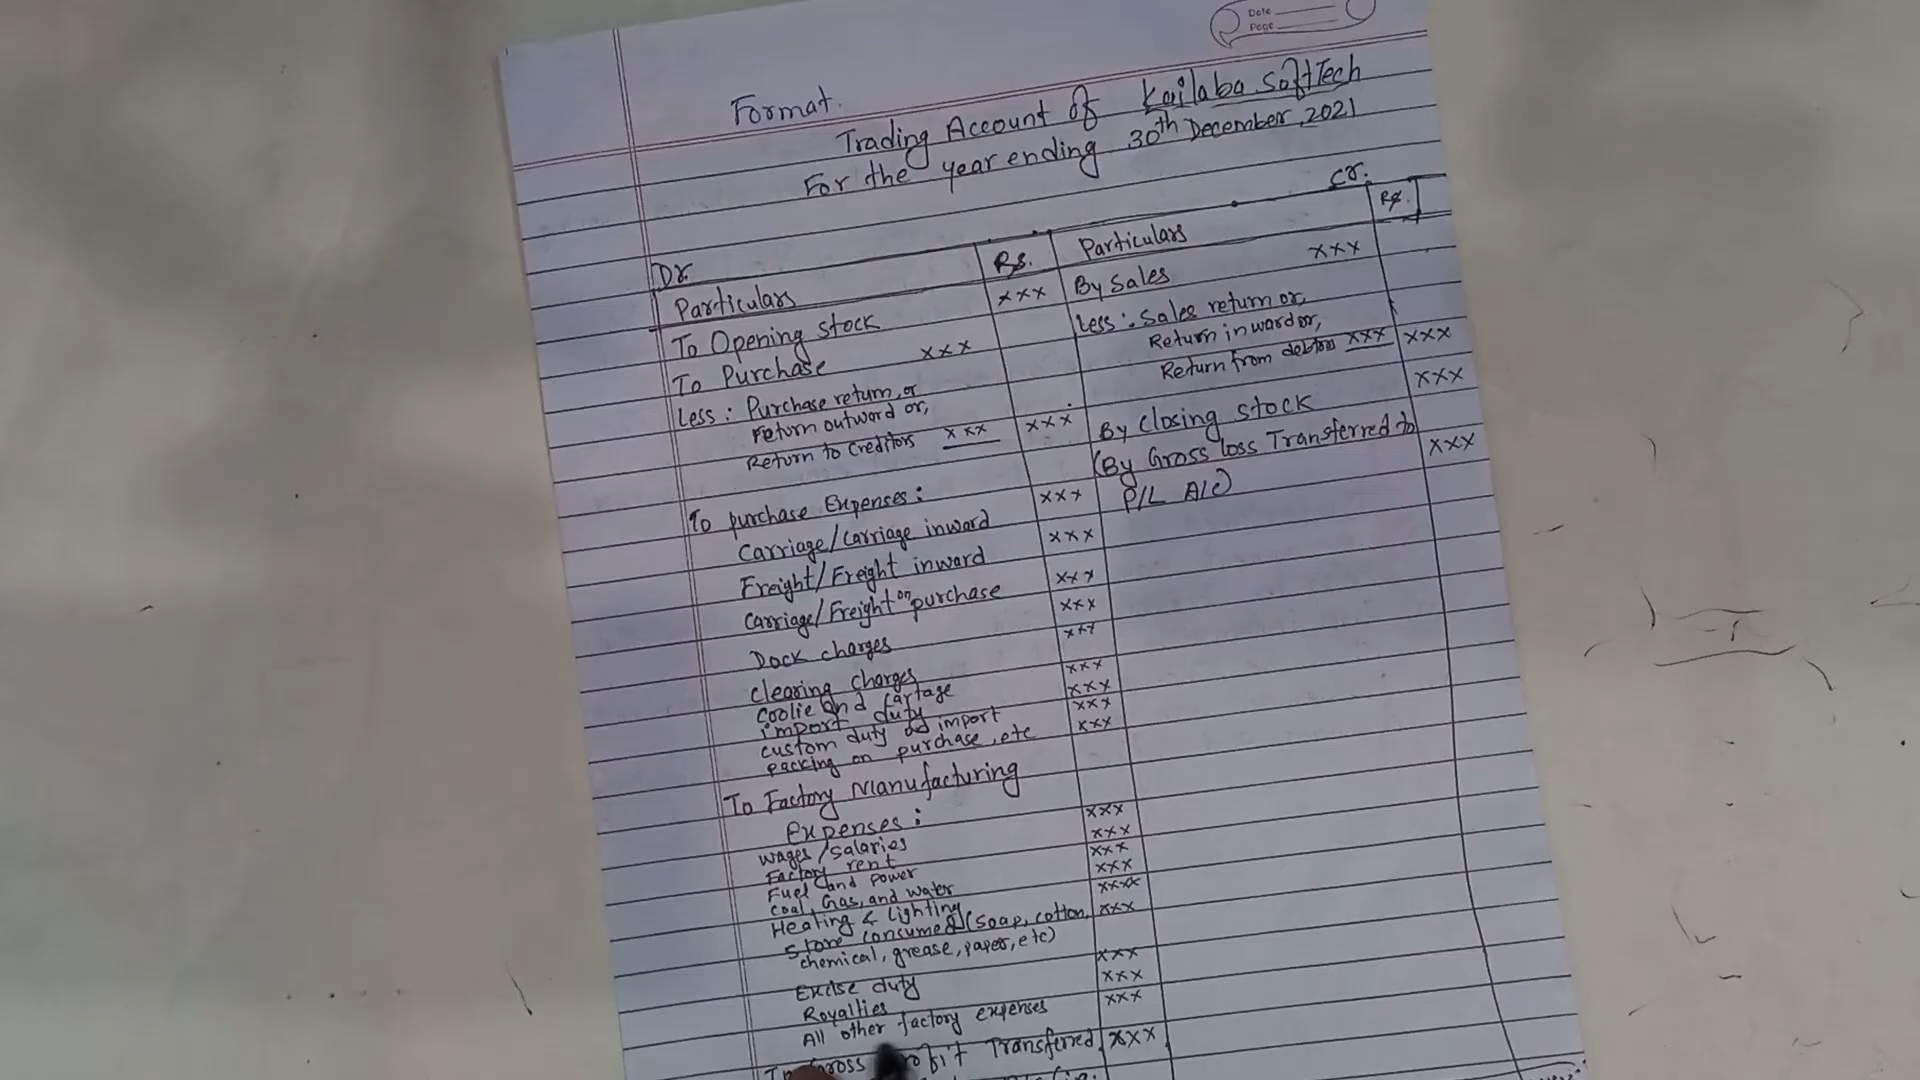 Date
Page
Format.
Trading Account of Kailaba SoftTech
For the year ending 30th December, 2021
Dr. Cr.
Particulars Rs. Particulars Rs.
To Opening stock xxx By Sales xxx
To Purchase xxx Less: Sales return or,
Less: Purchase return, or Return inward or,
return outward or, Return from debtors xxx xxx
Return to Creditors xxx xxx By Closing stock xxx
To purchase Expenses: (By Gross loss Transferred to xxx
Carriage/Carriage inward xxx P/L A/C)
Freight/Freight inward xxx
Carriage/Freight on purchase xxx
Dock charges xxx
Clearing charges xxx
Coolie and Cartage xxx
import duty xxx
custom duty import xxx
packing on purchase, etc xxx
To Factory Manufacturing
Expenses:
Wages/Salaries xxx
Factory rent xxx
Fuel and power xxx
Coal, Gas, and water xxx
Heating & Lighting xxxx
Store consumed (soap, cotton, xxx
chemical, grease, paper, etc)
Excise duty xxx
Royalties xxx
All other factory expenses xxx
Gross Transferred xxx